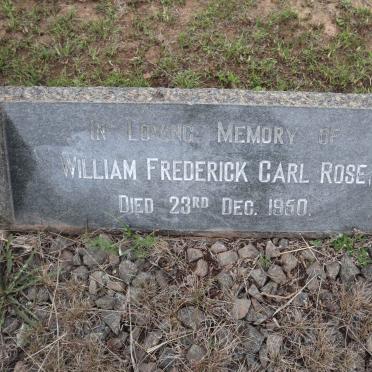 IN LOVING MEMORY OF
WILLIAM FREDERICK CARL ROSE,
DIED 23RD DEC. 1950.